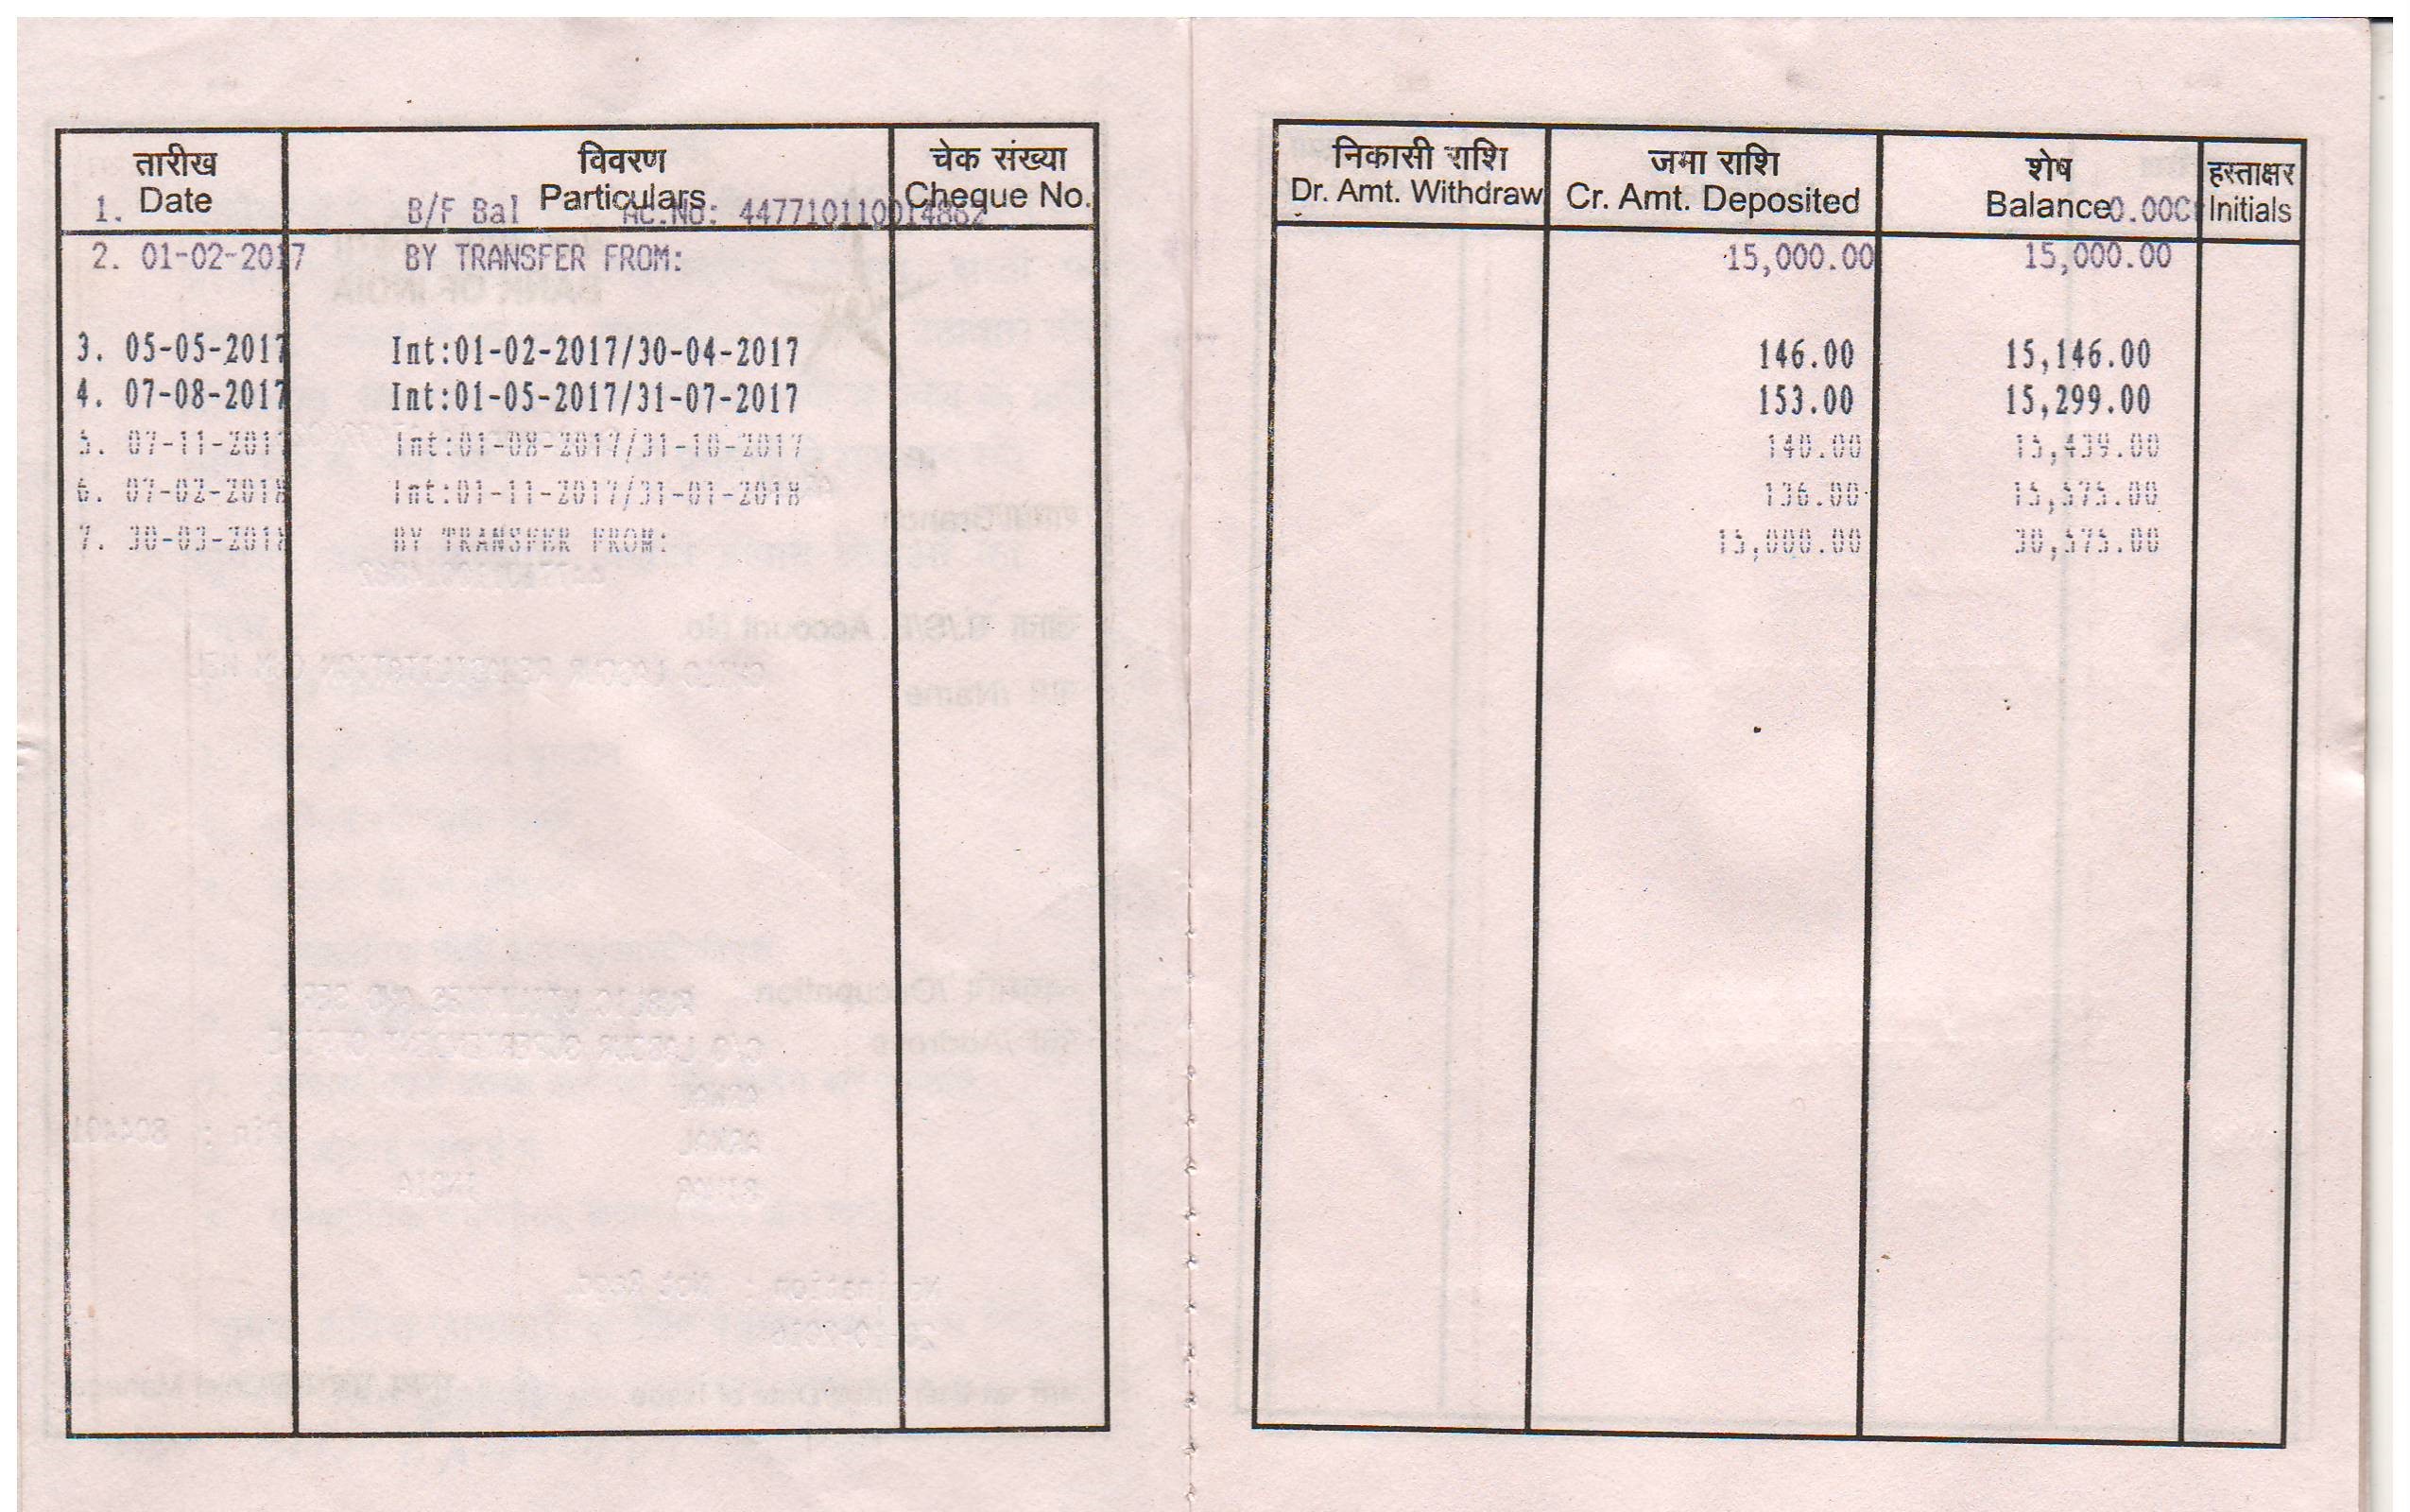 तारीख विवरण चेक संख्या निकासी राशि जमा राशि शेष हस्ताक्षर
Date Particulars Cheque No. Dr. Amt. Withdraw Cr. Amt. Deposited Balance Initials
1. B/F Bal AC.No: 447710110014862 0.00Cr
2. 01-02-2017 BY TRANSFER FROM: 15,000.00 15,000.00
3. 05-05-2017 Int:01-02-2017/30-04-2017 146.00 15,146.00
4. 07-08-2017 Int:01-05-2017/31-07-2017 153.00 15,299.00
5. 07-11-2017 Int:01-08-2017/31-10-2017 140.00 15,439.00
6. 07-02-2018 Int:01-11-2017/31-01-2018 136.00 15,575.00
7. 30-03-2018 BY TRANSFER FROM: 15,000.00 30,575.00